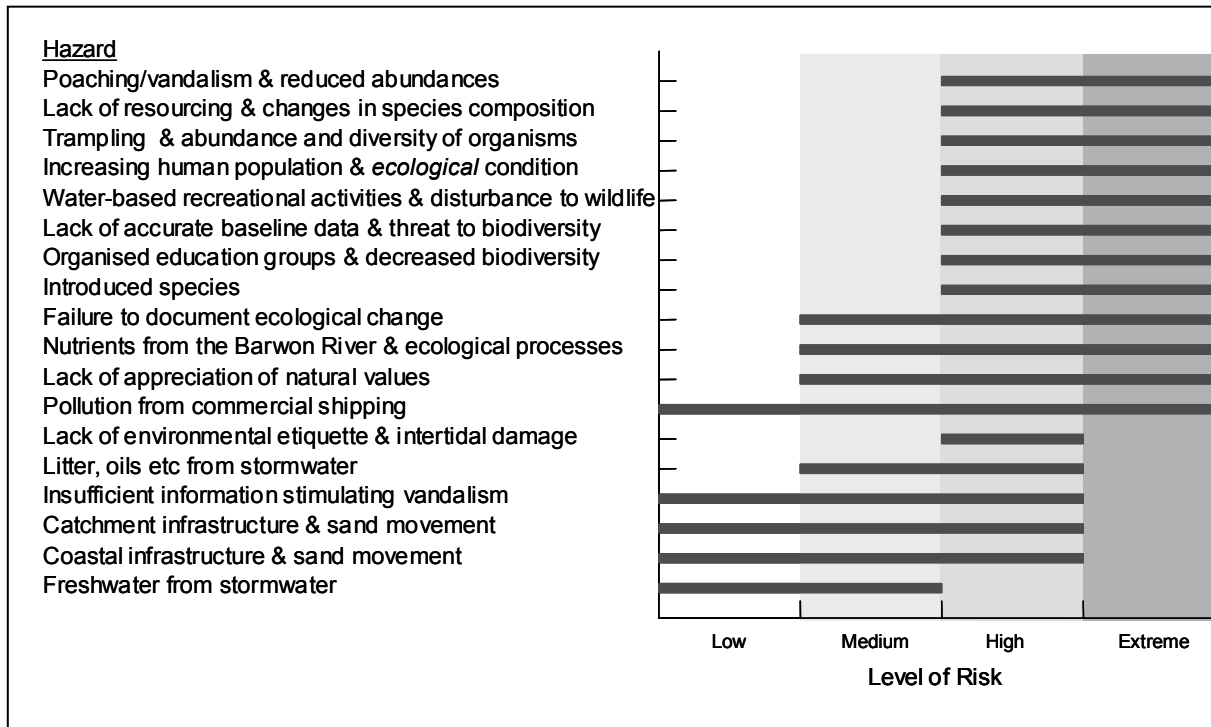 Hazard
Poaching/vandalism & reduced abundances
Lack of resourcing & changes in species composition
Trampling & abundance and diversity of organisms
Increasing human population & ecological condition
Water-based recreational activities & disturbance to wildlife
Lack of accurate baseline data & threat to biodiversity
Organised education groups & decreased biodiversity
Introduced species
Failure to document ecological change
Nutrients from the Barwon River & ecological processes
Lack of appreciation of natural values
Pollution from commercial shipping
Lack of environmental etiquette & intertidal damage
Litter, oils etc from stormwater
Insufficient information stimulating vandalism
Catchment infrastructure & sand movement
Coastal infrastructure & sand movement
Freshwater from stormwater
Low Medium High Extreme
Level of Risk